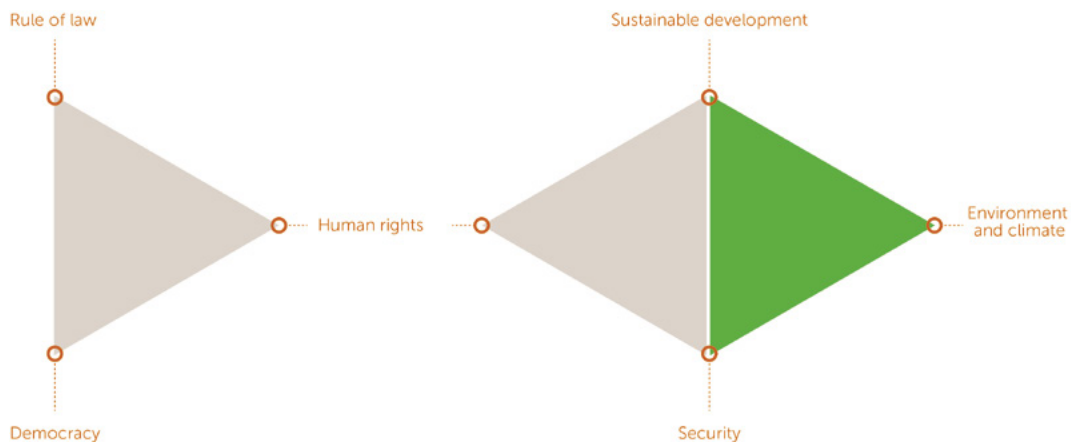 Rule of law
Sustainable development
Human rights
Environment
and climate
Democracy
Security